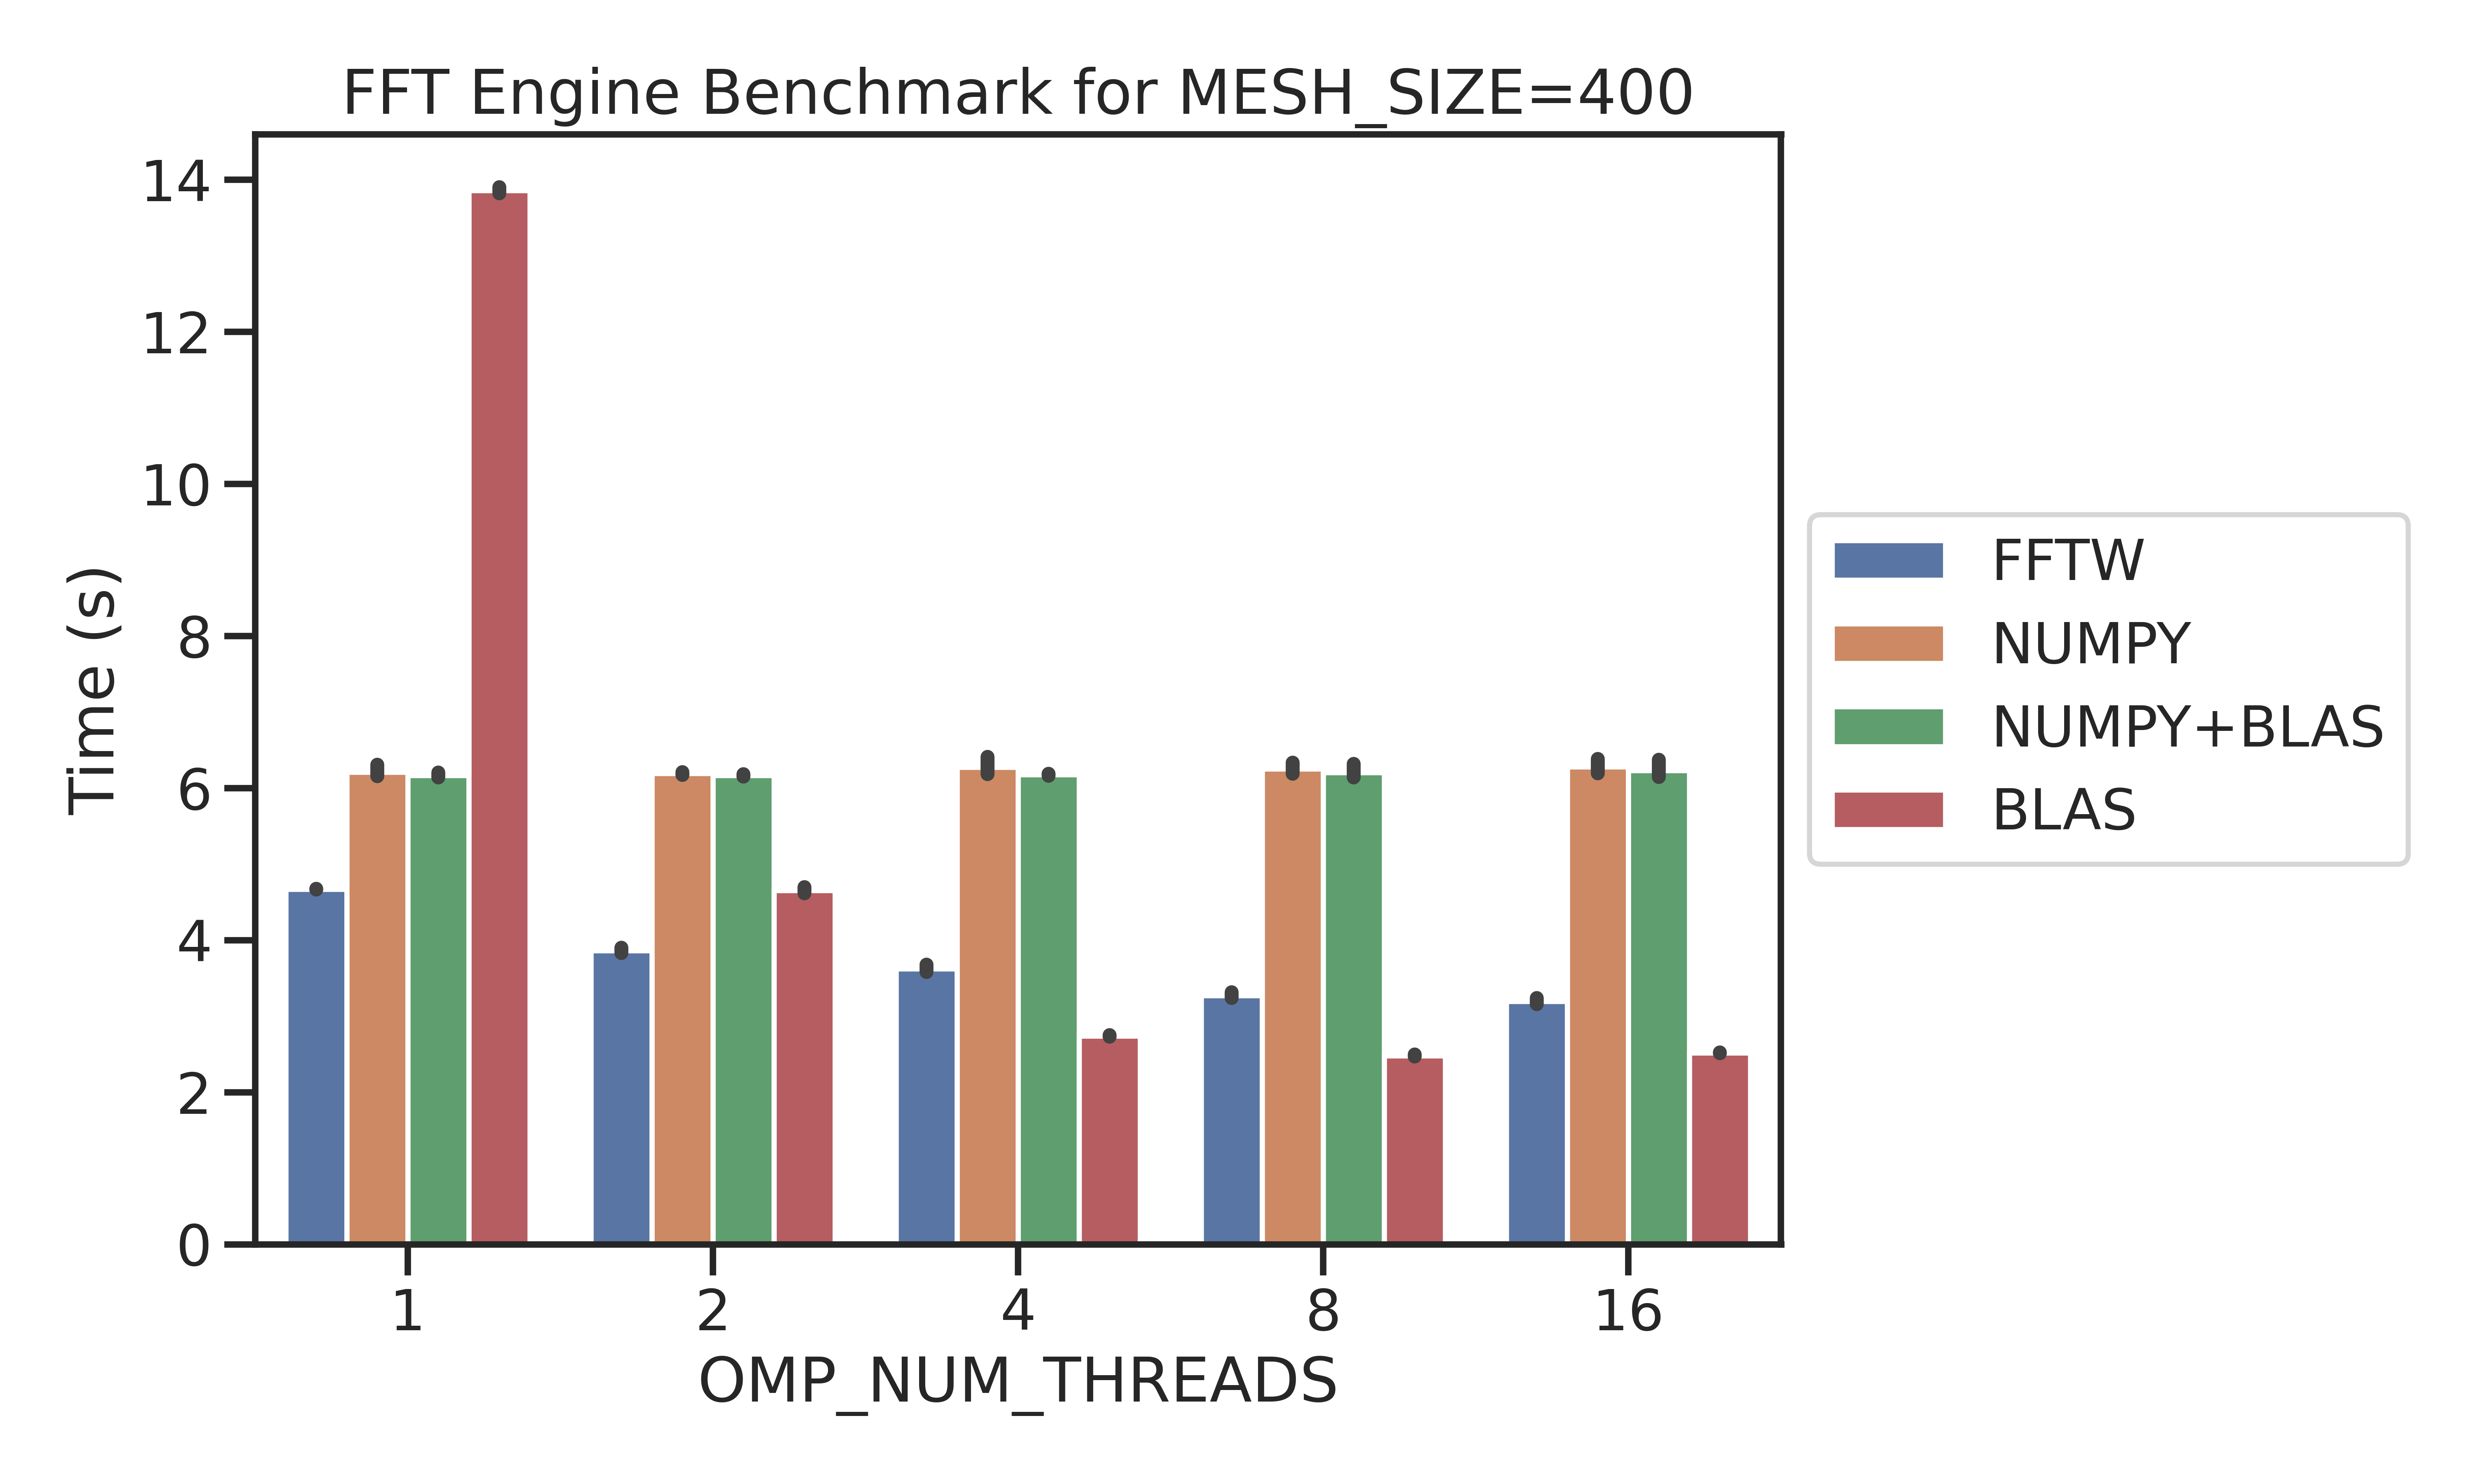 FFT Engine Benchmark for MESH_SIZE=400
Time (s)
14
12
10
8
6
4
2
0
1 2 4 8 16
OMP_NUM_THREADS
FFTW
NUMPY
NUMPY+BLAS
BLAS